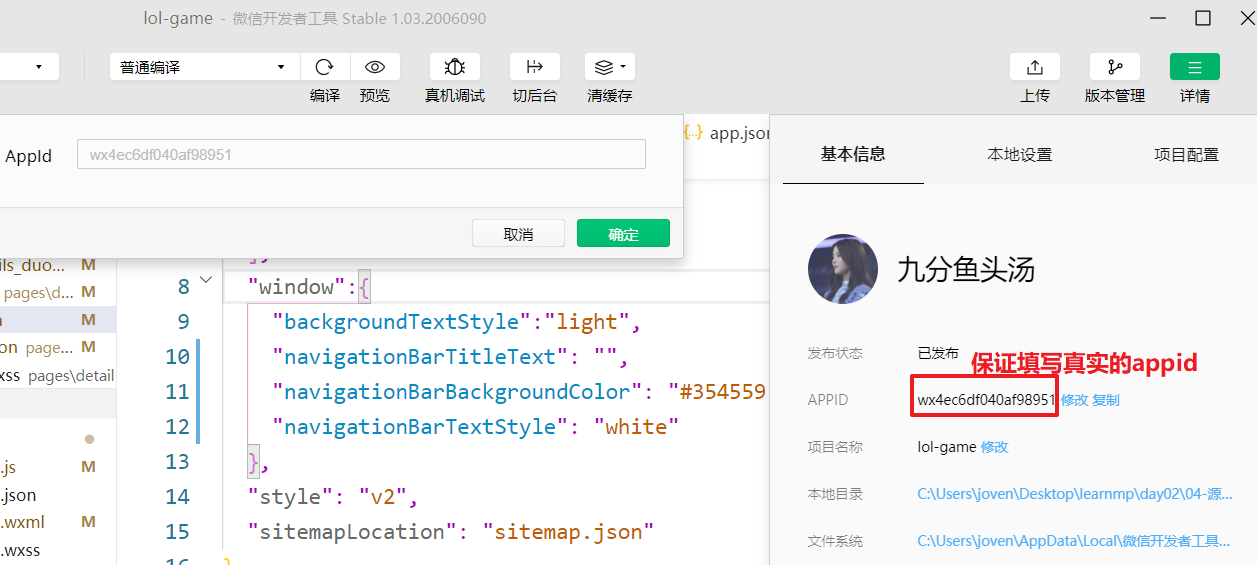 lol-game - 微信开发者工具 Stable 1.03.2006090
普通编译
编译 预览 真机调试 切后台 清缓存 上传 版本管理 详情
AppId wx4ec6df040af98951
取消 确定
{..} app.json
基本信息 本地设置 项目配置
九分鱼头汤
发布状态 已发布
保证填写真实的appid
APPID wx4ec6df040af98951 修改 复制
项目名称 lol-game 修改
本地目录 C:\Users\joven\Desktop\learnmp\day02\04-源...
文件系统 C:\Users\joven\AppData\Local\微信开发者工具...
ils_duo... M
pages\d... M
M
on page... M
xss pages\detail
.js M
.json
.wxml M
.wxss
8 "window":{
9 "backgroundTextStyle":"light",
10 "navigationBarTitleText": "",
11 "navigationBarBackgroundColor": "#354559
12 "navigationBarTextStyle": "white"
13 },
14 "style": "v2",
15 "sitemapLocation": "sitemap.json"